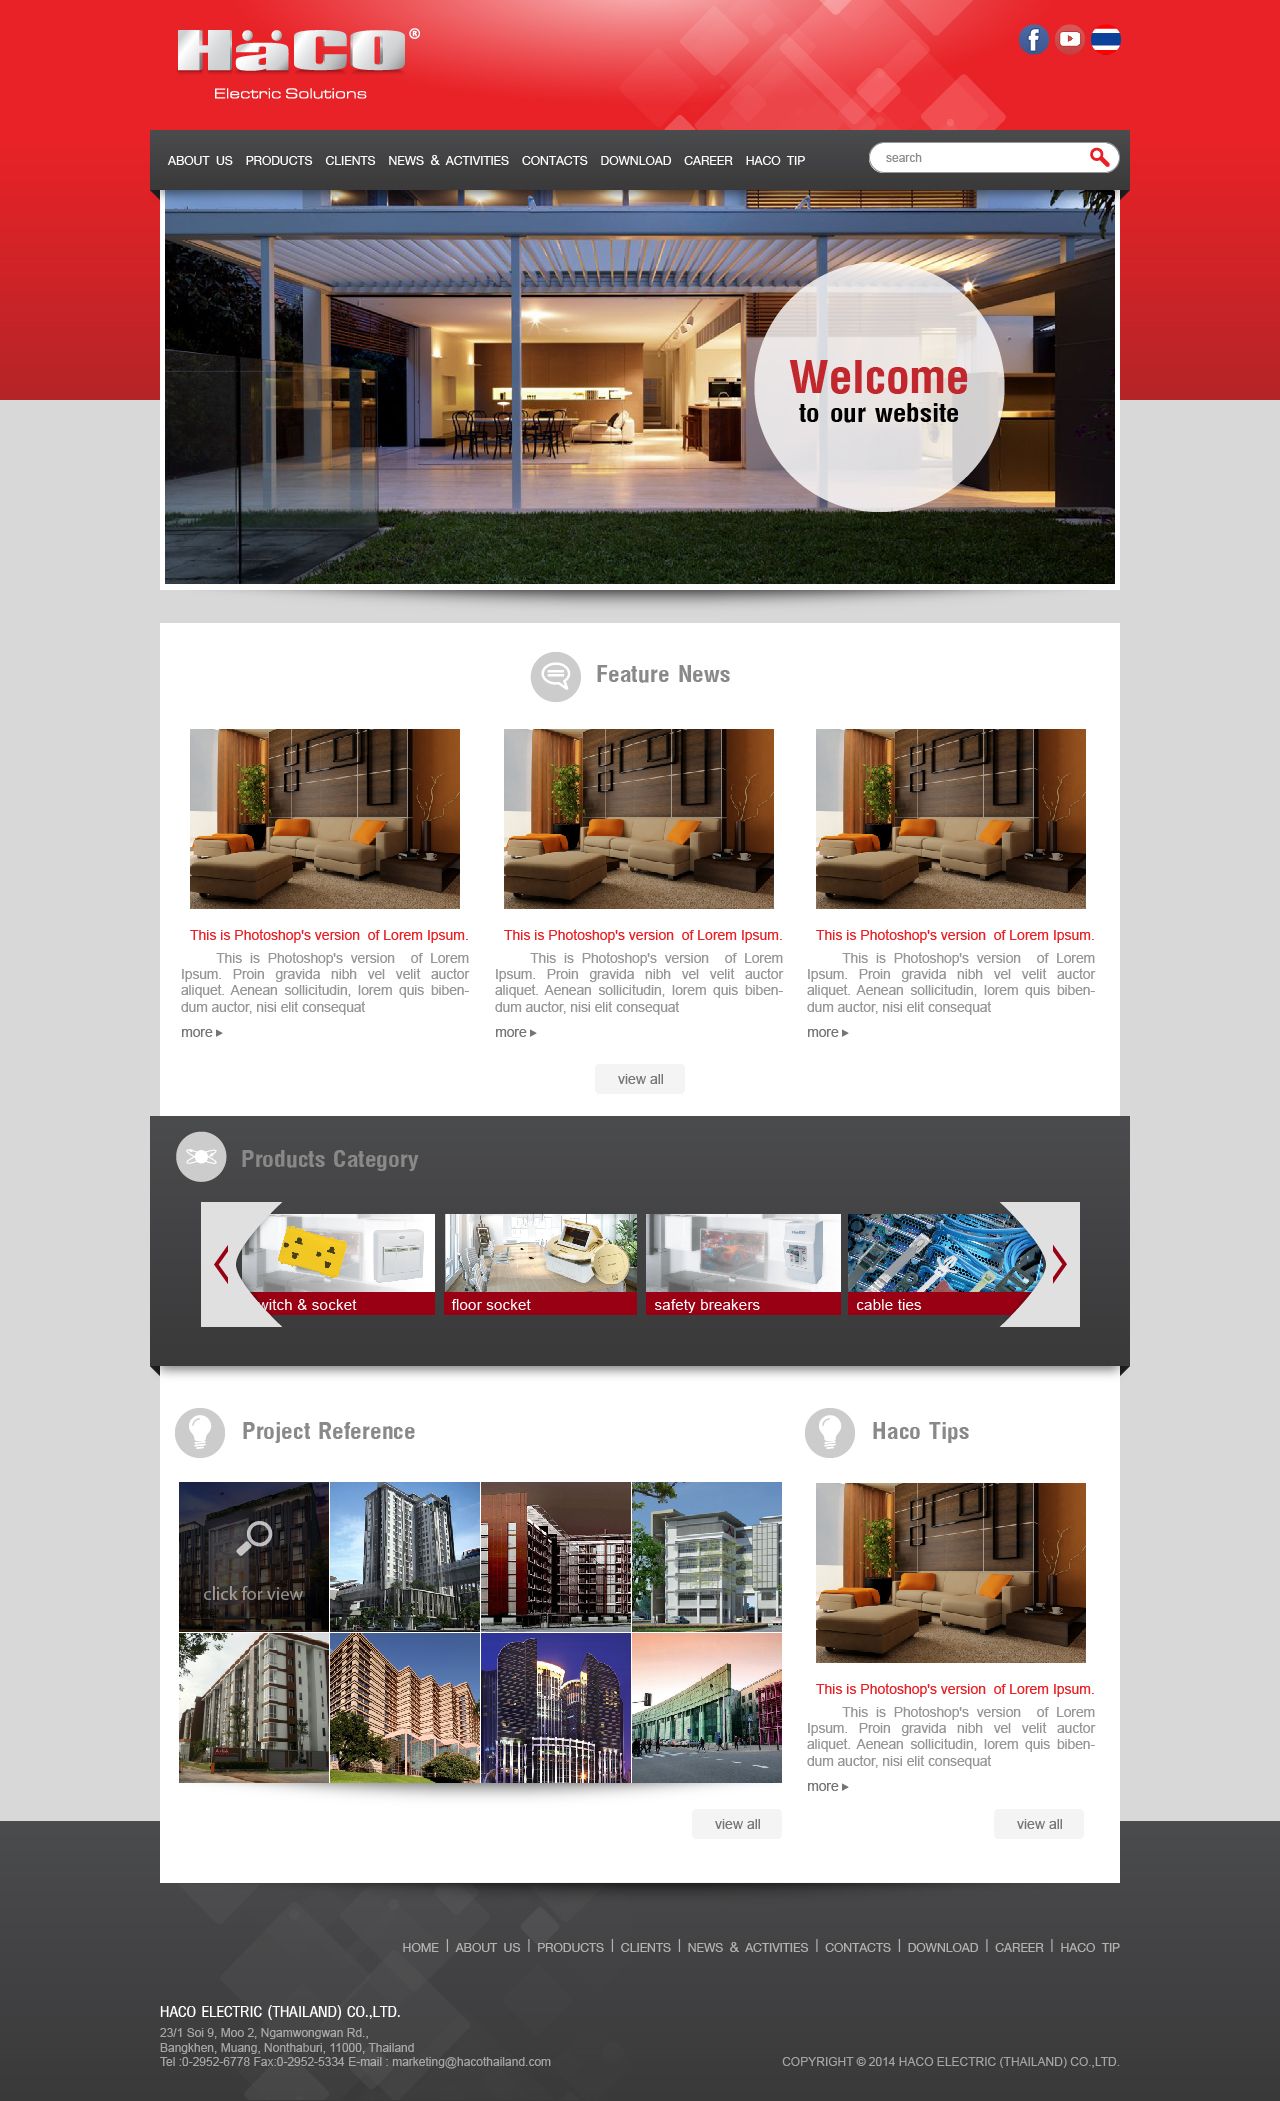 HäCO®
Electric Solutions
ABOUT US PRODUCTS CLIENTS NEWS & ACTIVITIES CONTACTS DOWNLOAD CAREER HACO TIP
search
Welcome
to our website
Feature News
This is Photoshop's version of Lorem Ipsum.
This is Photoshop's version of Lorem
Ipsum. Proin gravida nibh vel velit auctor
aliquet. Aenean sollicitudin, lorem quis biben-
dum auctor, nisi elit consequat
more
This is Photoshop's version of Lorem Ipsum.
This is Photoshop's version of Lorem
Ipsum. Proin gravida nibh vel velit auctor
aliquet. Aenean sollicitudin, lorem quis biben-
dum auctor, nisi elit consequat
more
This is Photoshop's version of Lorem Ipsum.
This is Photoshop's version of Lorem
Ipsum. Proin gravida nibh vel velit auctor
aliquet. Aenean sollicitudin, lorem quis biben-
dum auctor, nisi elit consequat
more
view all
Products Category
witch & socket
floor socket
safety breakers
cable ties
Project Reference
click for view
view all
Haco Tips
This is Photoshop's version of Lorem Ipsum.
This is Photoshop's version of Lorem
Ipsum. Proin gravida nibh vel velit auctor
aliquet. Aenean sollicitudin, lorem quis biben-
dum auctor, nisi elit consequat
more
view all
HOME | ABOUT US | PRODUCTS | CLIENTS | NEWS & ACTIVITIES | CONTACTS | DOWNLOAD | CAREER | HACO TIP
HACO ELECTRIC (THAILAND) CO.,LTD.
23/1 Soi 9, Moo 2, Ngamwongwan Rd.,
Bangkhen, Muang, Nonthaburi, 11000, Thailand
Tel :0-2952-6778 Fax:0-2952-5334 E-mail : marketing@hacothailand.com
COPYRIGHT © 2014 HACO ELECTRIC (THAILAND) CO.,LTD.